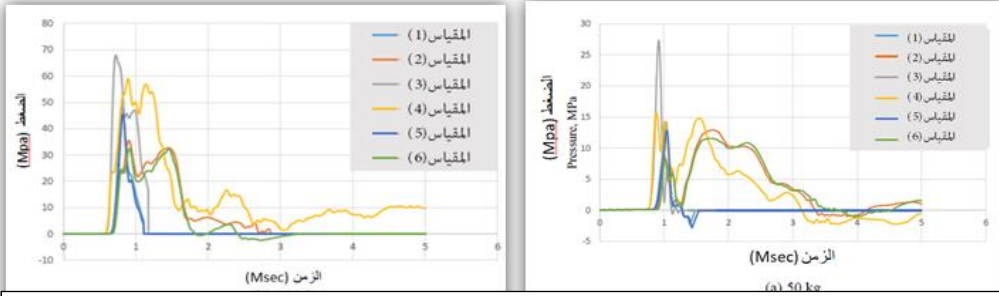 80
70
60
50
40
30
20
10
0
-10
0
1
2
3
4
5
6
الضغط (Mpa)
الزمن (Msec)
المقياس(1)
المقياس(2)
المقياس(3)
المقياس(4)
المقياس(5)
المقياس(6)
30
25
20
15
10
5
0
-5
0
1
2
3
4
5
6
الضغط (Mpa)
Pressure, MPa
الزمن (Msec)
المقياس(1)
المقياس(2)
المقياس(3)
المقياس(4)
المقياس(5)
المقياس(6)
(a) 50 kg